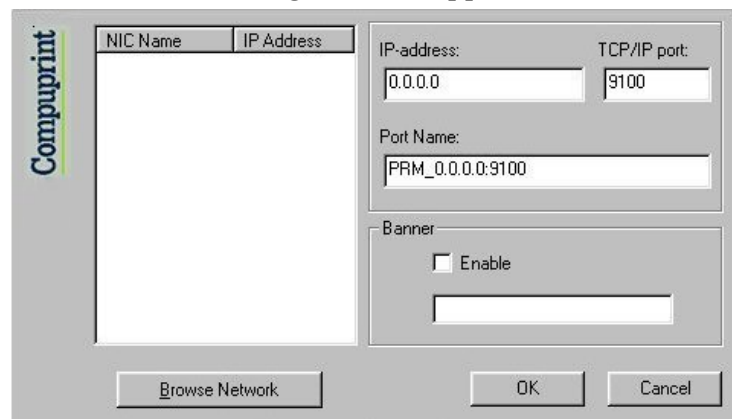 Compuprint
NIC Name IP Address
IP-address: TCP/IP port:
0.0.0.0 9100
Port Name:
PRM_0.0.0.0:9100
Banner
Enable
Browse Network OK Cancel